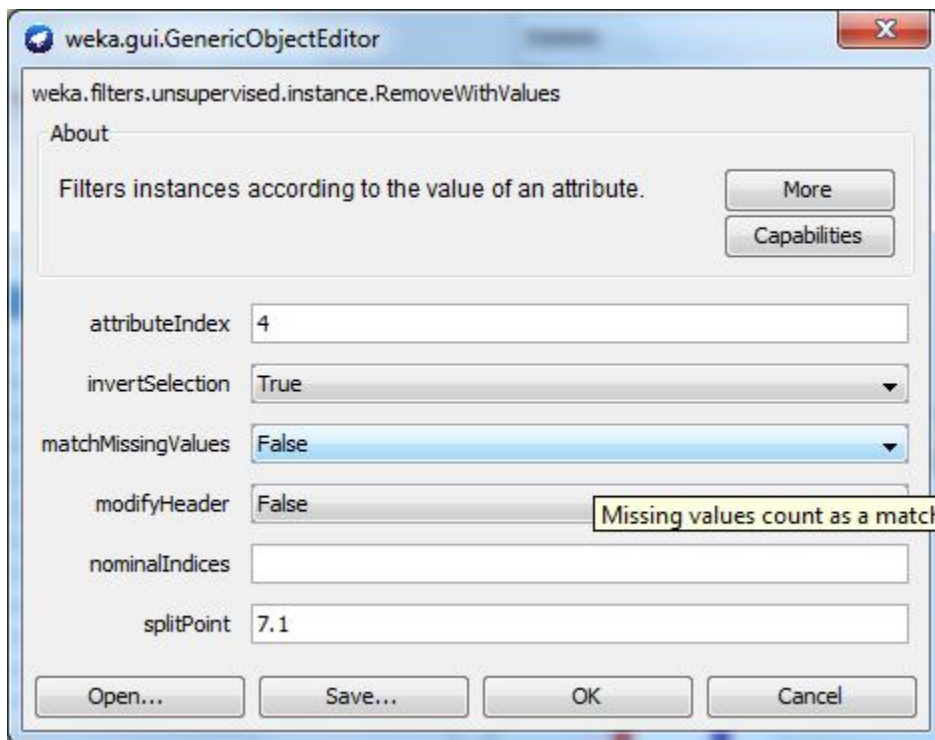 weka.gui.GenericObjectEditor
weka.filters.unsupervised.instance.RemoveWithValues
About
Filters instances according to the value of an attribute.
More
Capabilities
attributeIndex 4
invertSelection True
matchMissingValues False
modifyHeader False
Missing values count as a match
nominalIndices
splitPoint 7.1
Open... Save... OK Cancel